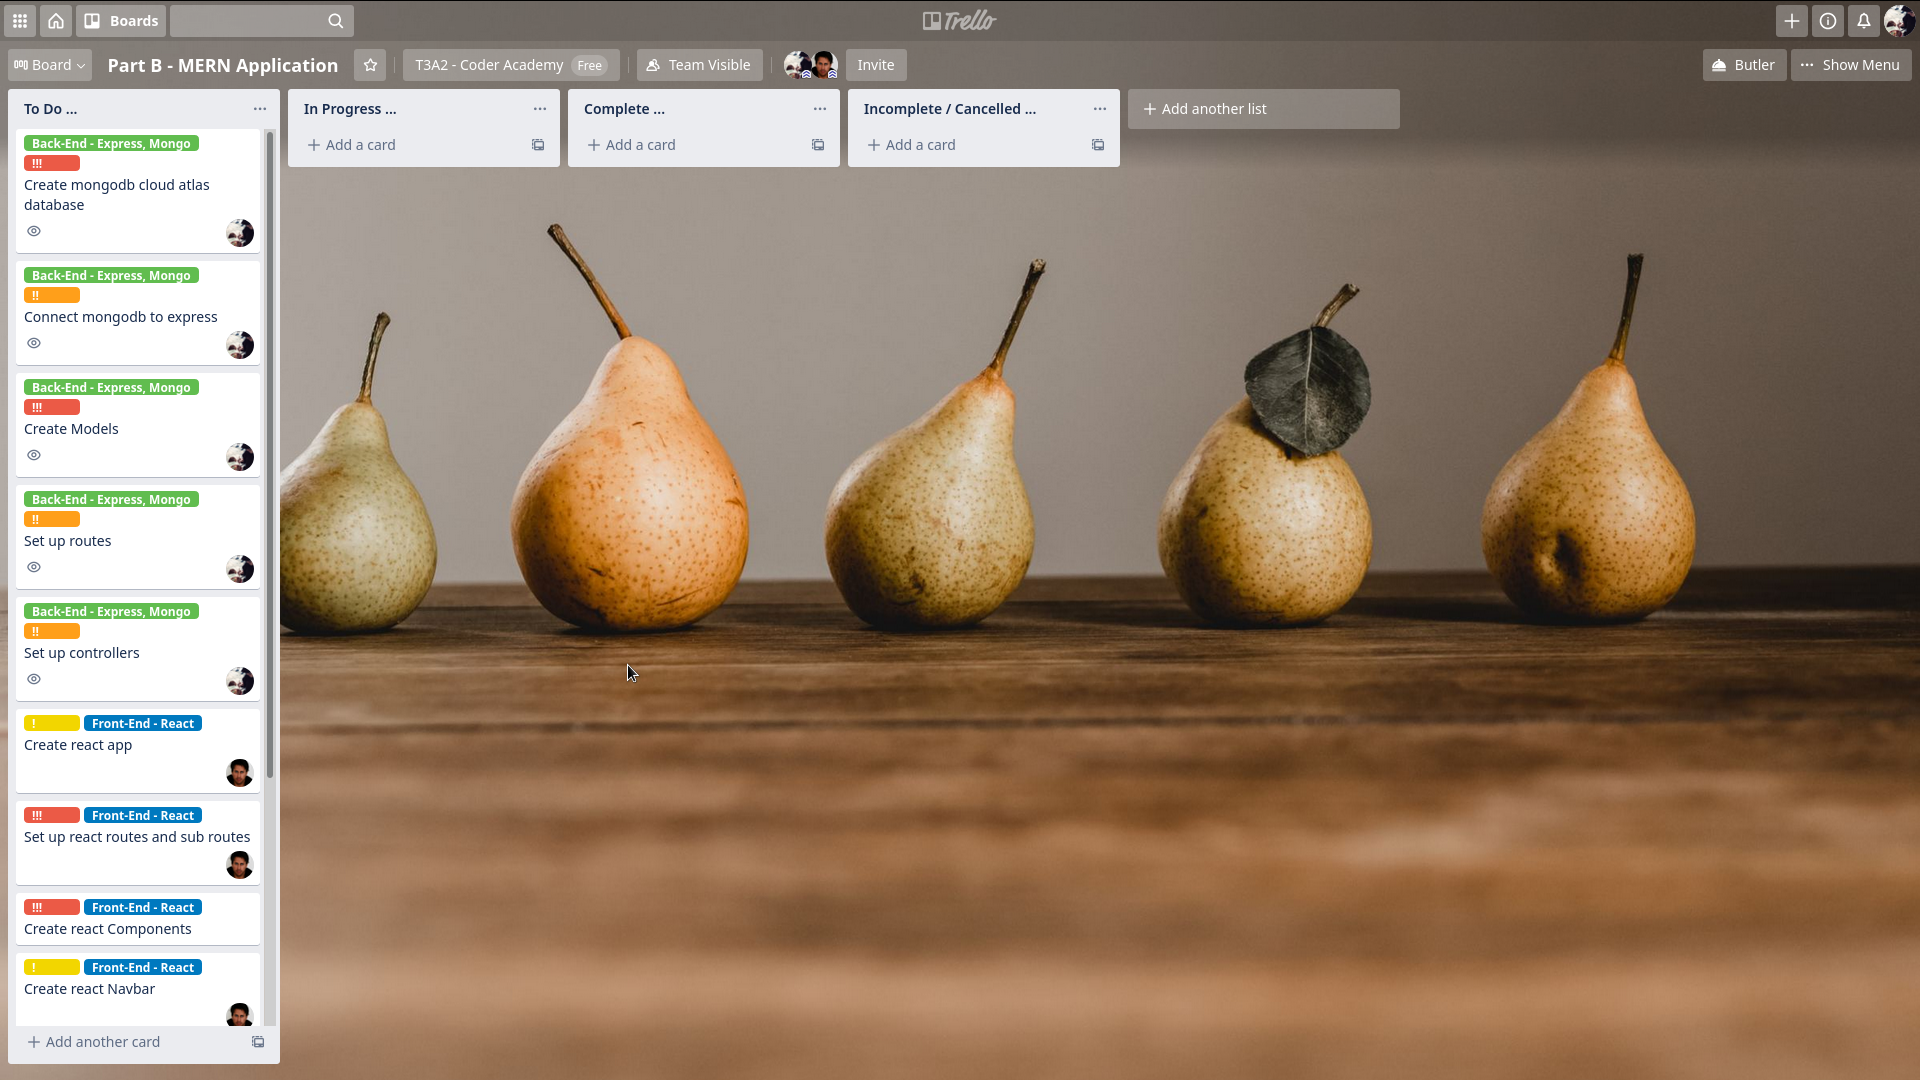 Boards
Trello
Board
Part B - MERN Application
T3A2 - Coder Academy Free
Team Visible
Invite
Butler
Show Menu
To Do ...
Back-End - Express, Mongo
!!!
Create mongodb cloud atlas
database
Back-End - Express, Mongo
!!
Connect mongodb to express
Back-End - Express, Mongo
!!!
Create Models
Back-End - Express, Mongo
!!
Set up routes
Back-End - Express, Mongo
!!
Set up controllers
! Front-End - React
Create react app
!!! Front-End - React
Set up react routes and sub routes
!!! Front-End - React
Create react Components
! Front-End - React
Create react Navbar
Add another card
In Progress ...
Add a card
Complete ...
Add a card
Incomplete / Cancelled ...
Add a card
Add another list